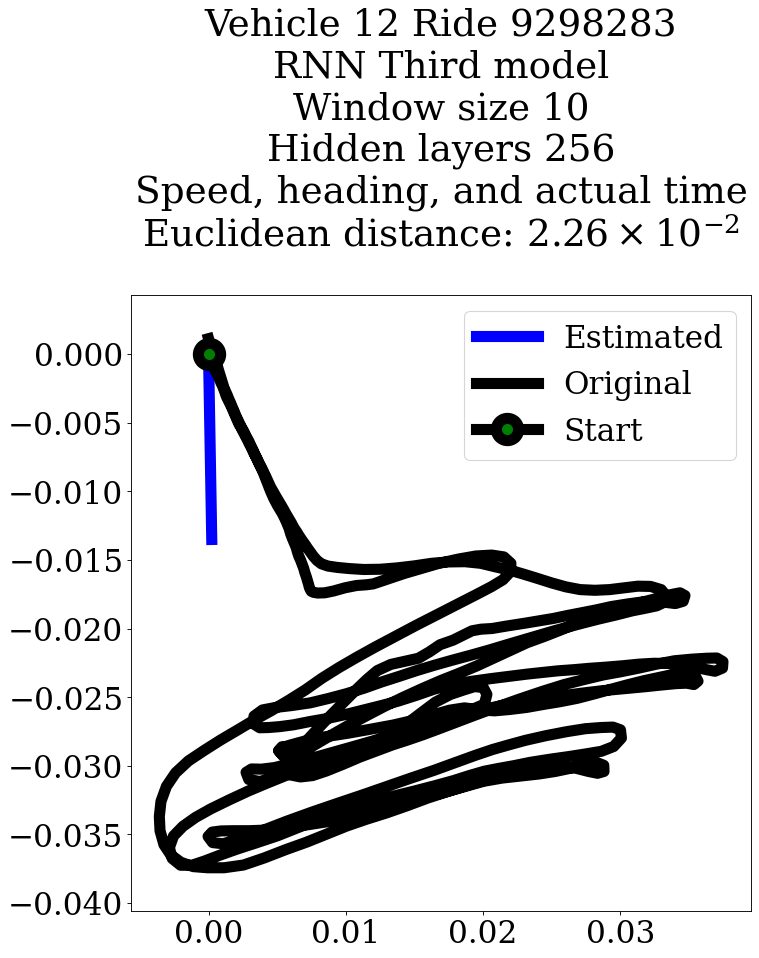 Vehicle 12 Ride 9298283
RNN Third model
Window size 10
Hidden layers 256
Speed, heading, and actual time
Euclidean distance: 2.26 × 10⁻²
Estimated
Original
Start
0.000
−0.005
−0.010
−0.015
−0.020
−0.025
−0.030
−0.035
−0.040
0.00 0.01 0.02 0.03